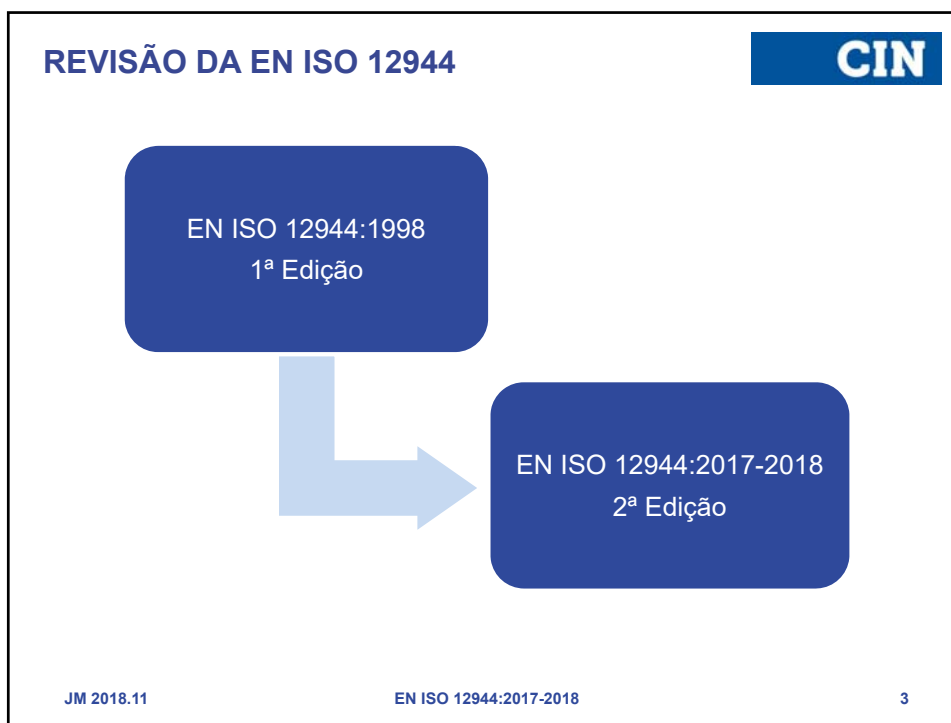 REVISÃO DA EN ISO 12944
CIN
EN ISO 12944:1998
1ª Edição
EN ISO 12944:2017-2018
2ª Edição
JM 2018.11
EN ISO 12944:2017-2018
3